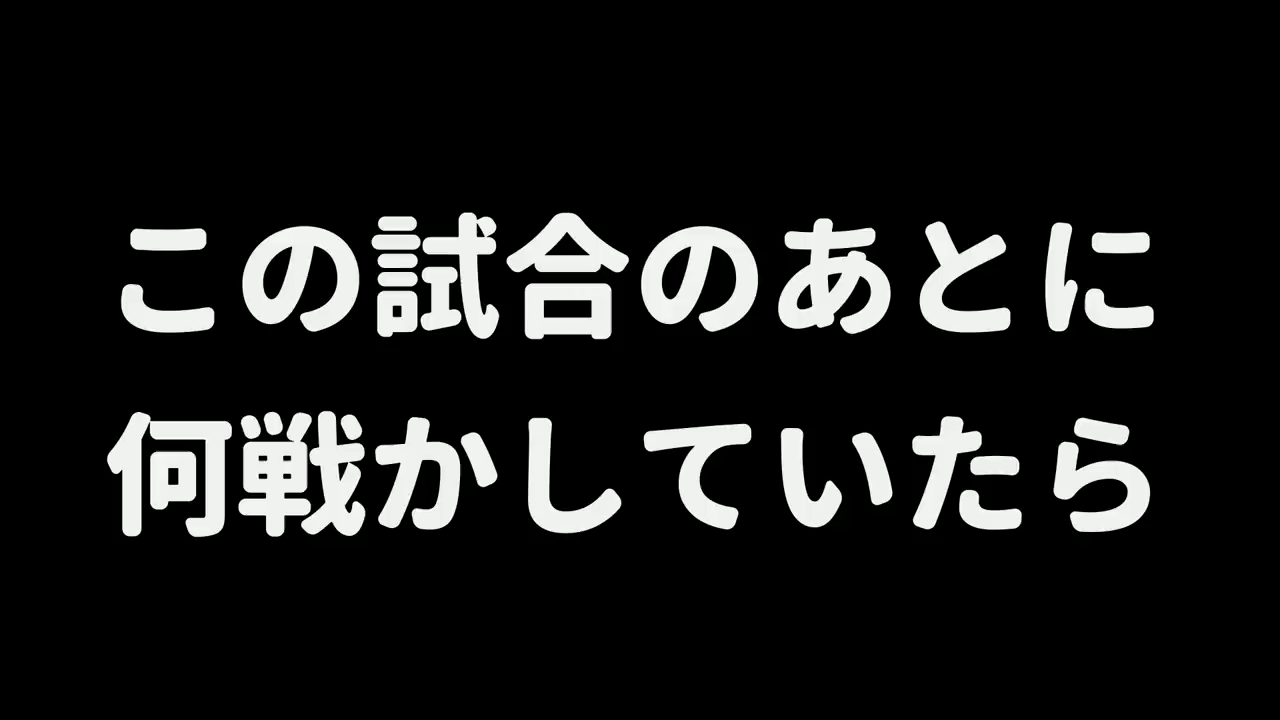 この試合のあとに
何戦かしていたら